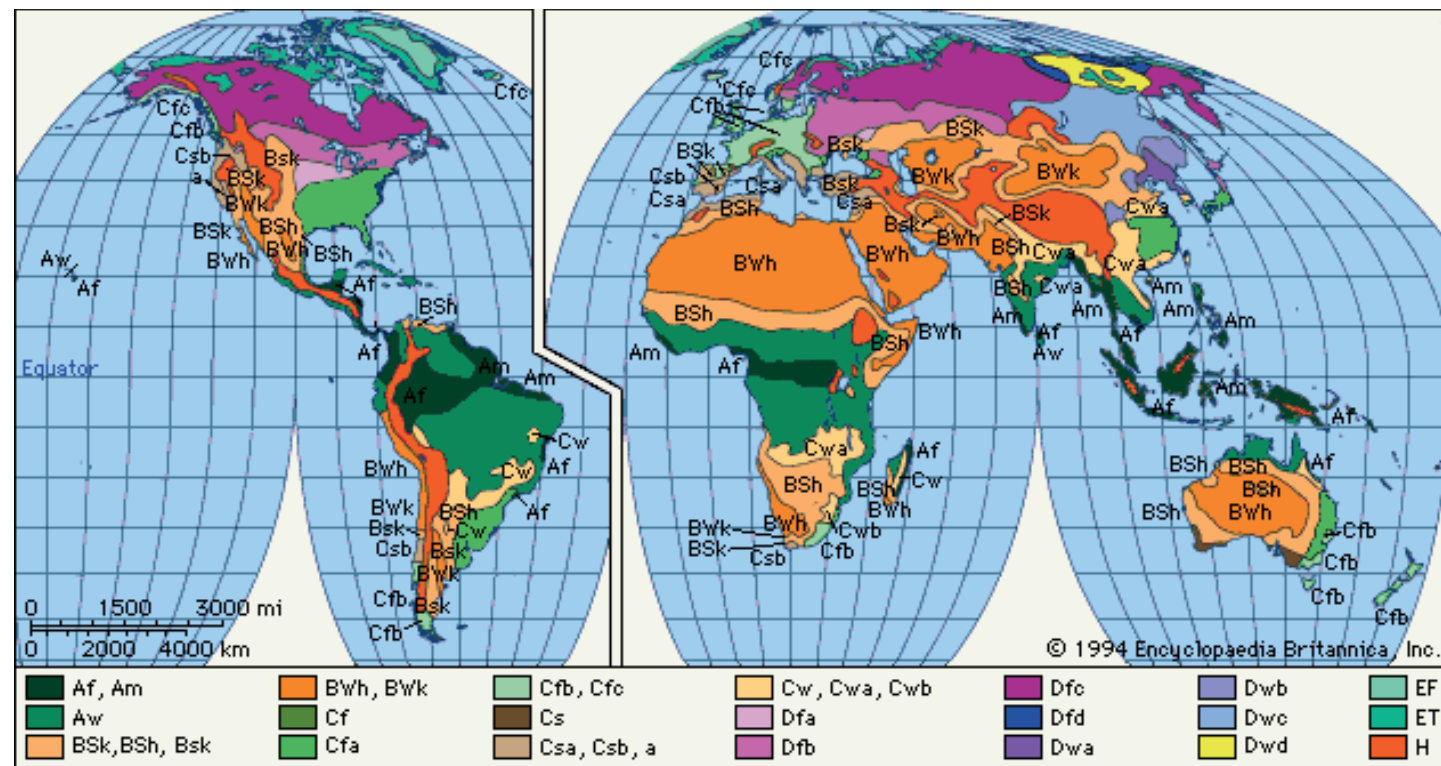 Cfc
Cfc
Cfb
Csb
a
Bsk
BSk
BWk
BSk
BSh
BWh
BWh
BSh
Aw
Af
Af
BSh
Af
Am
Am
Equator
Af
Cw
BWh
Cw
Af
BWk
BSh
Af
Bsk
Cw
Csb
Bsk
BWk
Cfb
Bsk
Cfb
0 1500 3000 mi
0 2000 4000 km
Cfc
Cfc
Cfb
BSk
Bsk
BSk
Csb
Csa
BWk
BWk
Csa
Bsk
Csa
Cwa
BSh
BSk
Bsk
BWh
BSh
Cwa
BWh
BWh
Cwa
BSh
Cwa
Am
BSh
Am
Am
Am
Am
BWh
Af
Af
BSh
Aw
Am
Af
Am
Af
Af
Cwa
Af
BSh
BSh
Af
BSh
BSh
Cw
BSh
BWh
BWh
BSh
BWh
BWk
Cwb
BSk
Cfb
Csb
Cfb
Cfb
Cfb
Cfb
© 1994 Encyclopaedia Britannica, Inc.
Af, Am
BWh, BWk
Cfb, Cfc
Cw, Cwa, Cwb
Dfc
Dwb
EF
Aw
Cf
Cs
Dfa
Dfd
Dwc
ET
BSk,BSh, Bsk
Cfa
Csa, Csb, a
Dfb
Dwa
Dwd
H